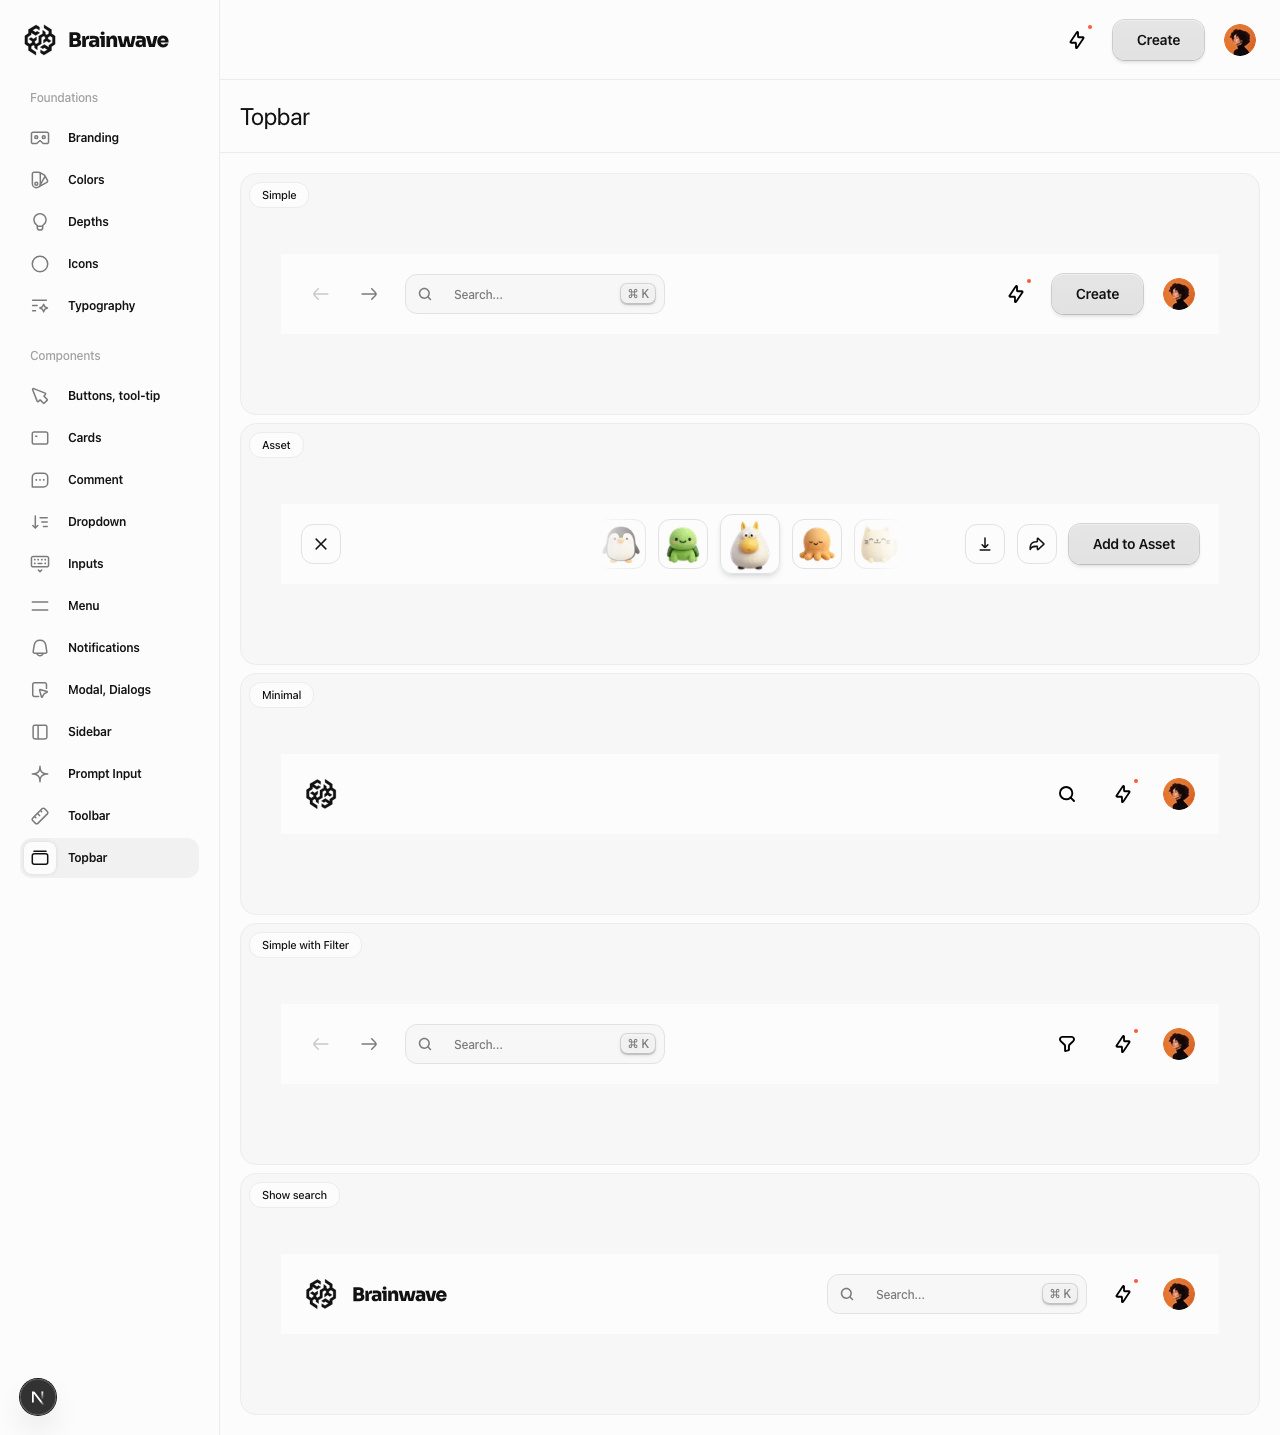 Brainwave
Create
Foundations
Branding
Colors
Depths
Icons
Typography
Components
Buttons, tool-tip
Cards
Comment
Dropdown
Inputs
Menu
Notifications
Modal, Dialogs
Sidebar
Prompt Input
Toolbar
Topbar
Topbar
Simple
Search...
⌘ K
Create
Asset
Add to Asset
Minimal
Simple with Filter
Search...
⌘ K
Show search
Brainwave
Search...
⌘ K
N